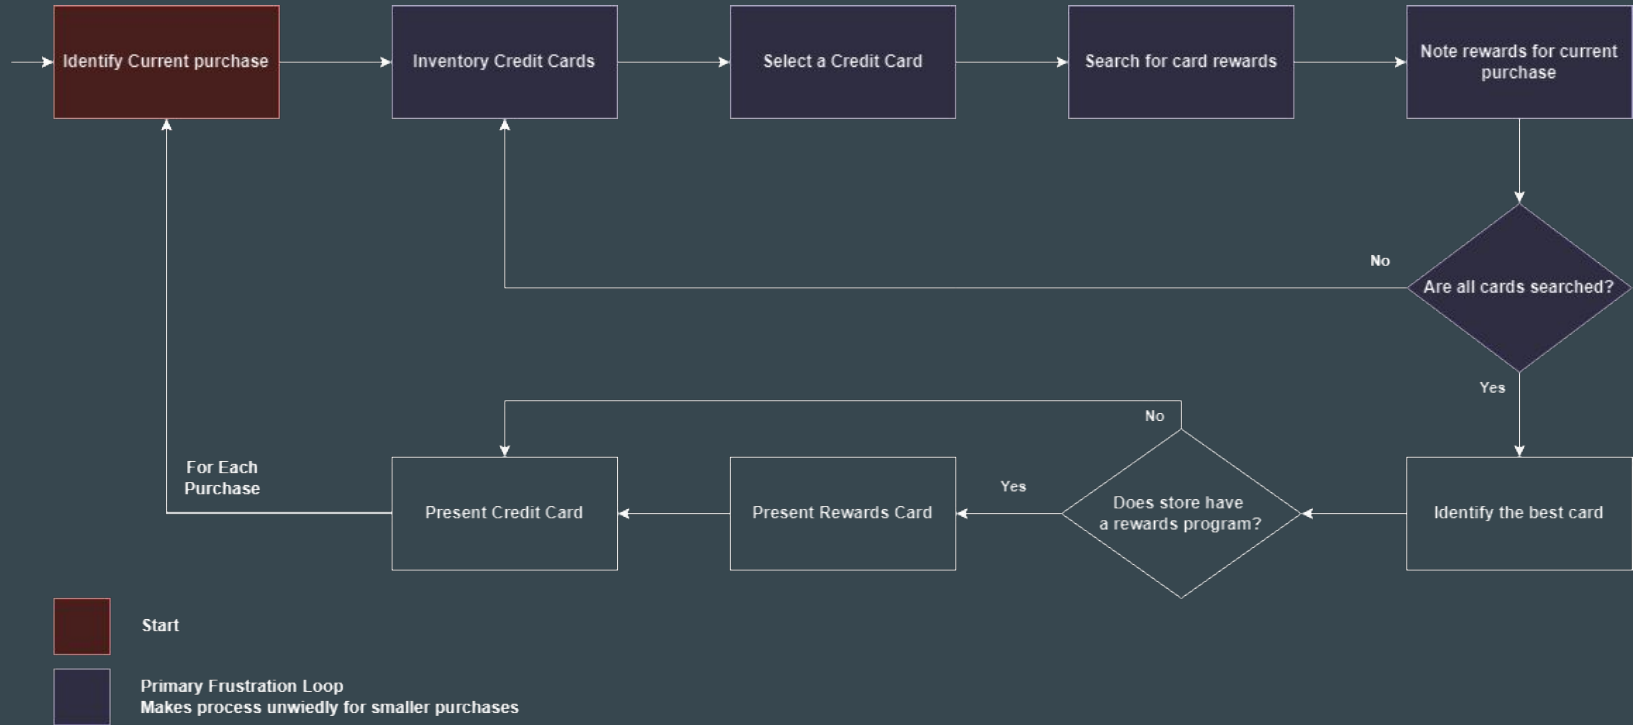 Identify Current purchase
Inventory Credit Cards
Select a Credit Card
Search for card rewards
Note rewards for current
purchase
No
Are all cards searched?
Yes
No
For Each
Purchase
Present Credit Card
Present Rewards Card
Yes
Does store have
a rewards program?
Identify the best card
Start
Primary Frustration Loop
Makes process unwiedly for smaller purchases